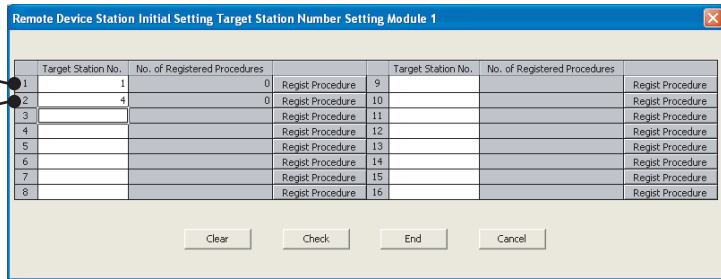 Remote Device Station Initial Setting Target Station Number Setting Module 1
Target Station No. No. of Registered Procedures Target Station No. No. of Registered Procedures
1 1 0 Regist Procedure 9 Regist Procedure
2 4 0 Regist Procedure 10 Regist Procedure
3 Regist Procedure 11 Regist Procedure
4 Regist Procedure 12 Regist Procedure
5 Regist Procedure 13 Regist Procedure
6 Regist Procedure 14 Regist Procedure
7 Regist Procedure 15 Regist Procedure
8 Regist Procedure 16 Regist Procedure
Clear Check End Cancel